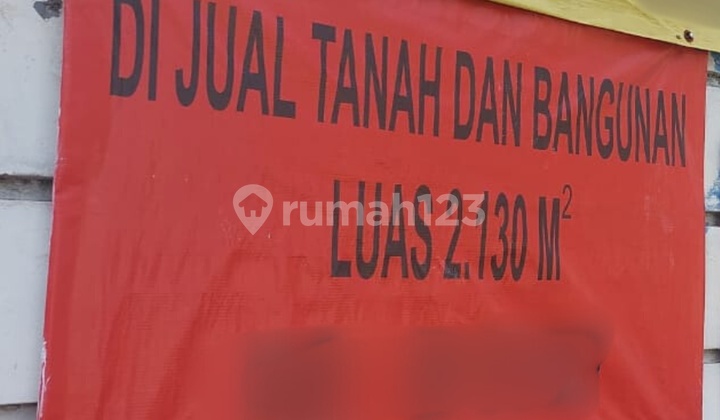 DI JUAL TANAH DAN BANGUNAN
LUAS 2.130 M²
rumah123